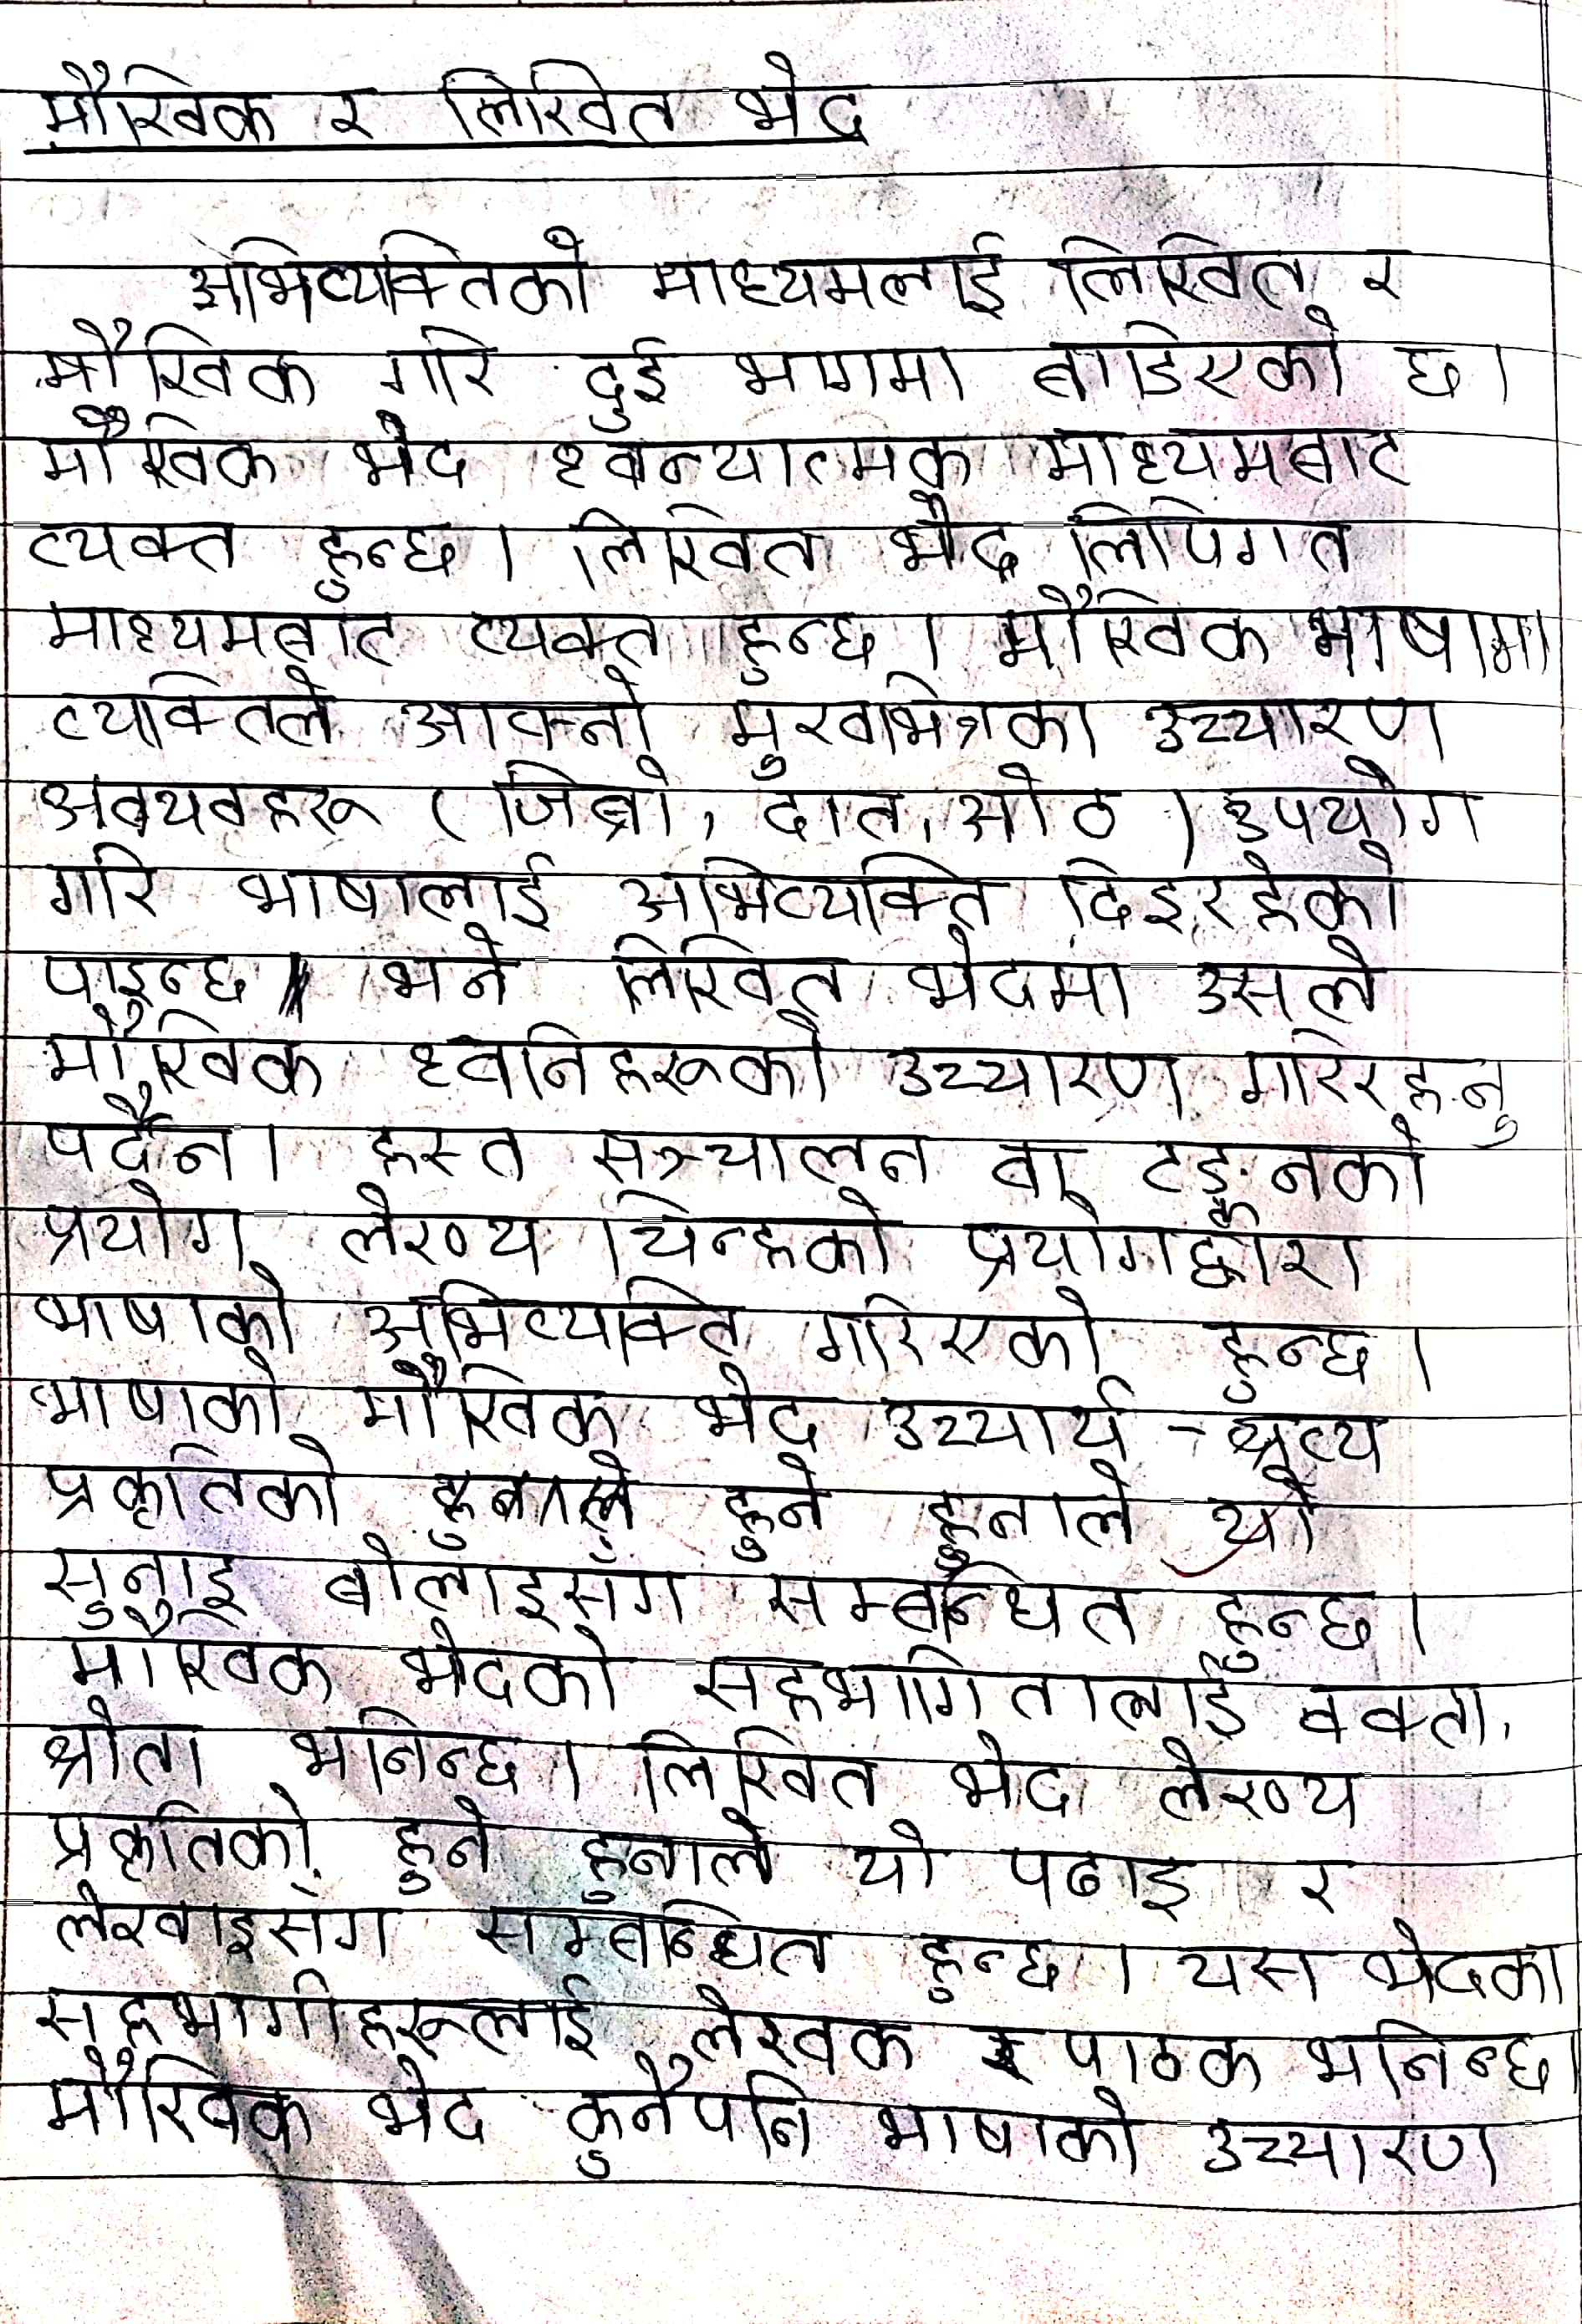 मौखिक र लिखित भेद
अभिव्यक्तिको माध्यमलाई लिखित र
मौखिक गरि दुई भागमा बाडिएको छ।
मौखिक भेद ध्वन्यात्मक माध्यमबाट
व्यक्त हुन्छ। लिखित भेद लिपिगत
माध्यमबाट व्यक्त हुन्छ। मौखिक भाषामा
व्यक्तिले आफ्नो मुखभित्रका उच्चारण
अवयवहरू (जिब्रो, दाँत, ओठ) उपयोग
गरि भाषालाई अभिव्यक्ति दिइरहेको
पाइन्छ भने लिखित भेदमा उसले
मौखिक ध्वनिहरूको उच्चारण गरिरहनु
पर्दैन। हस्त सञ्चालन वा टङ्नको
प्रयोग लेख्य चिन्हको प्रयोगद्वारा
भाषाको अभिव्यक्ति गरिएको हुन्छ।
भाषाको मौखिक भेद उच्चार्य - श्रव्य
प्रकृतिको हुने हुनाले यो
सुनाइ बोलाँइसँग सम्बन्धित हुन्छ।
मौखिक भेदको सहभागितालाई वक्ता,
श्रोता भनिन्छ। लिखित भेद लेख्य
प्रकृतिको हुने हुनाले यो पढाइ र
लेखाइसँग सम्बन्धित हुन्छ। यस भेदका
सहभागीहरूलाई लेखक र पाठक भनिन्छ।
मौखिक भेद कुनैपनि भाषाको उच्चारण